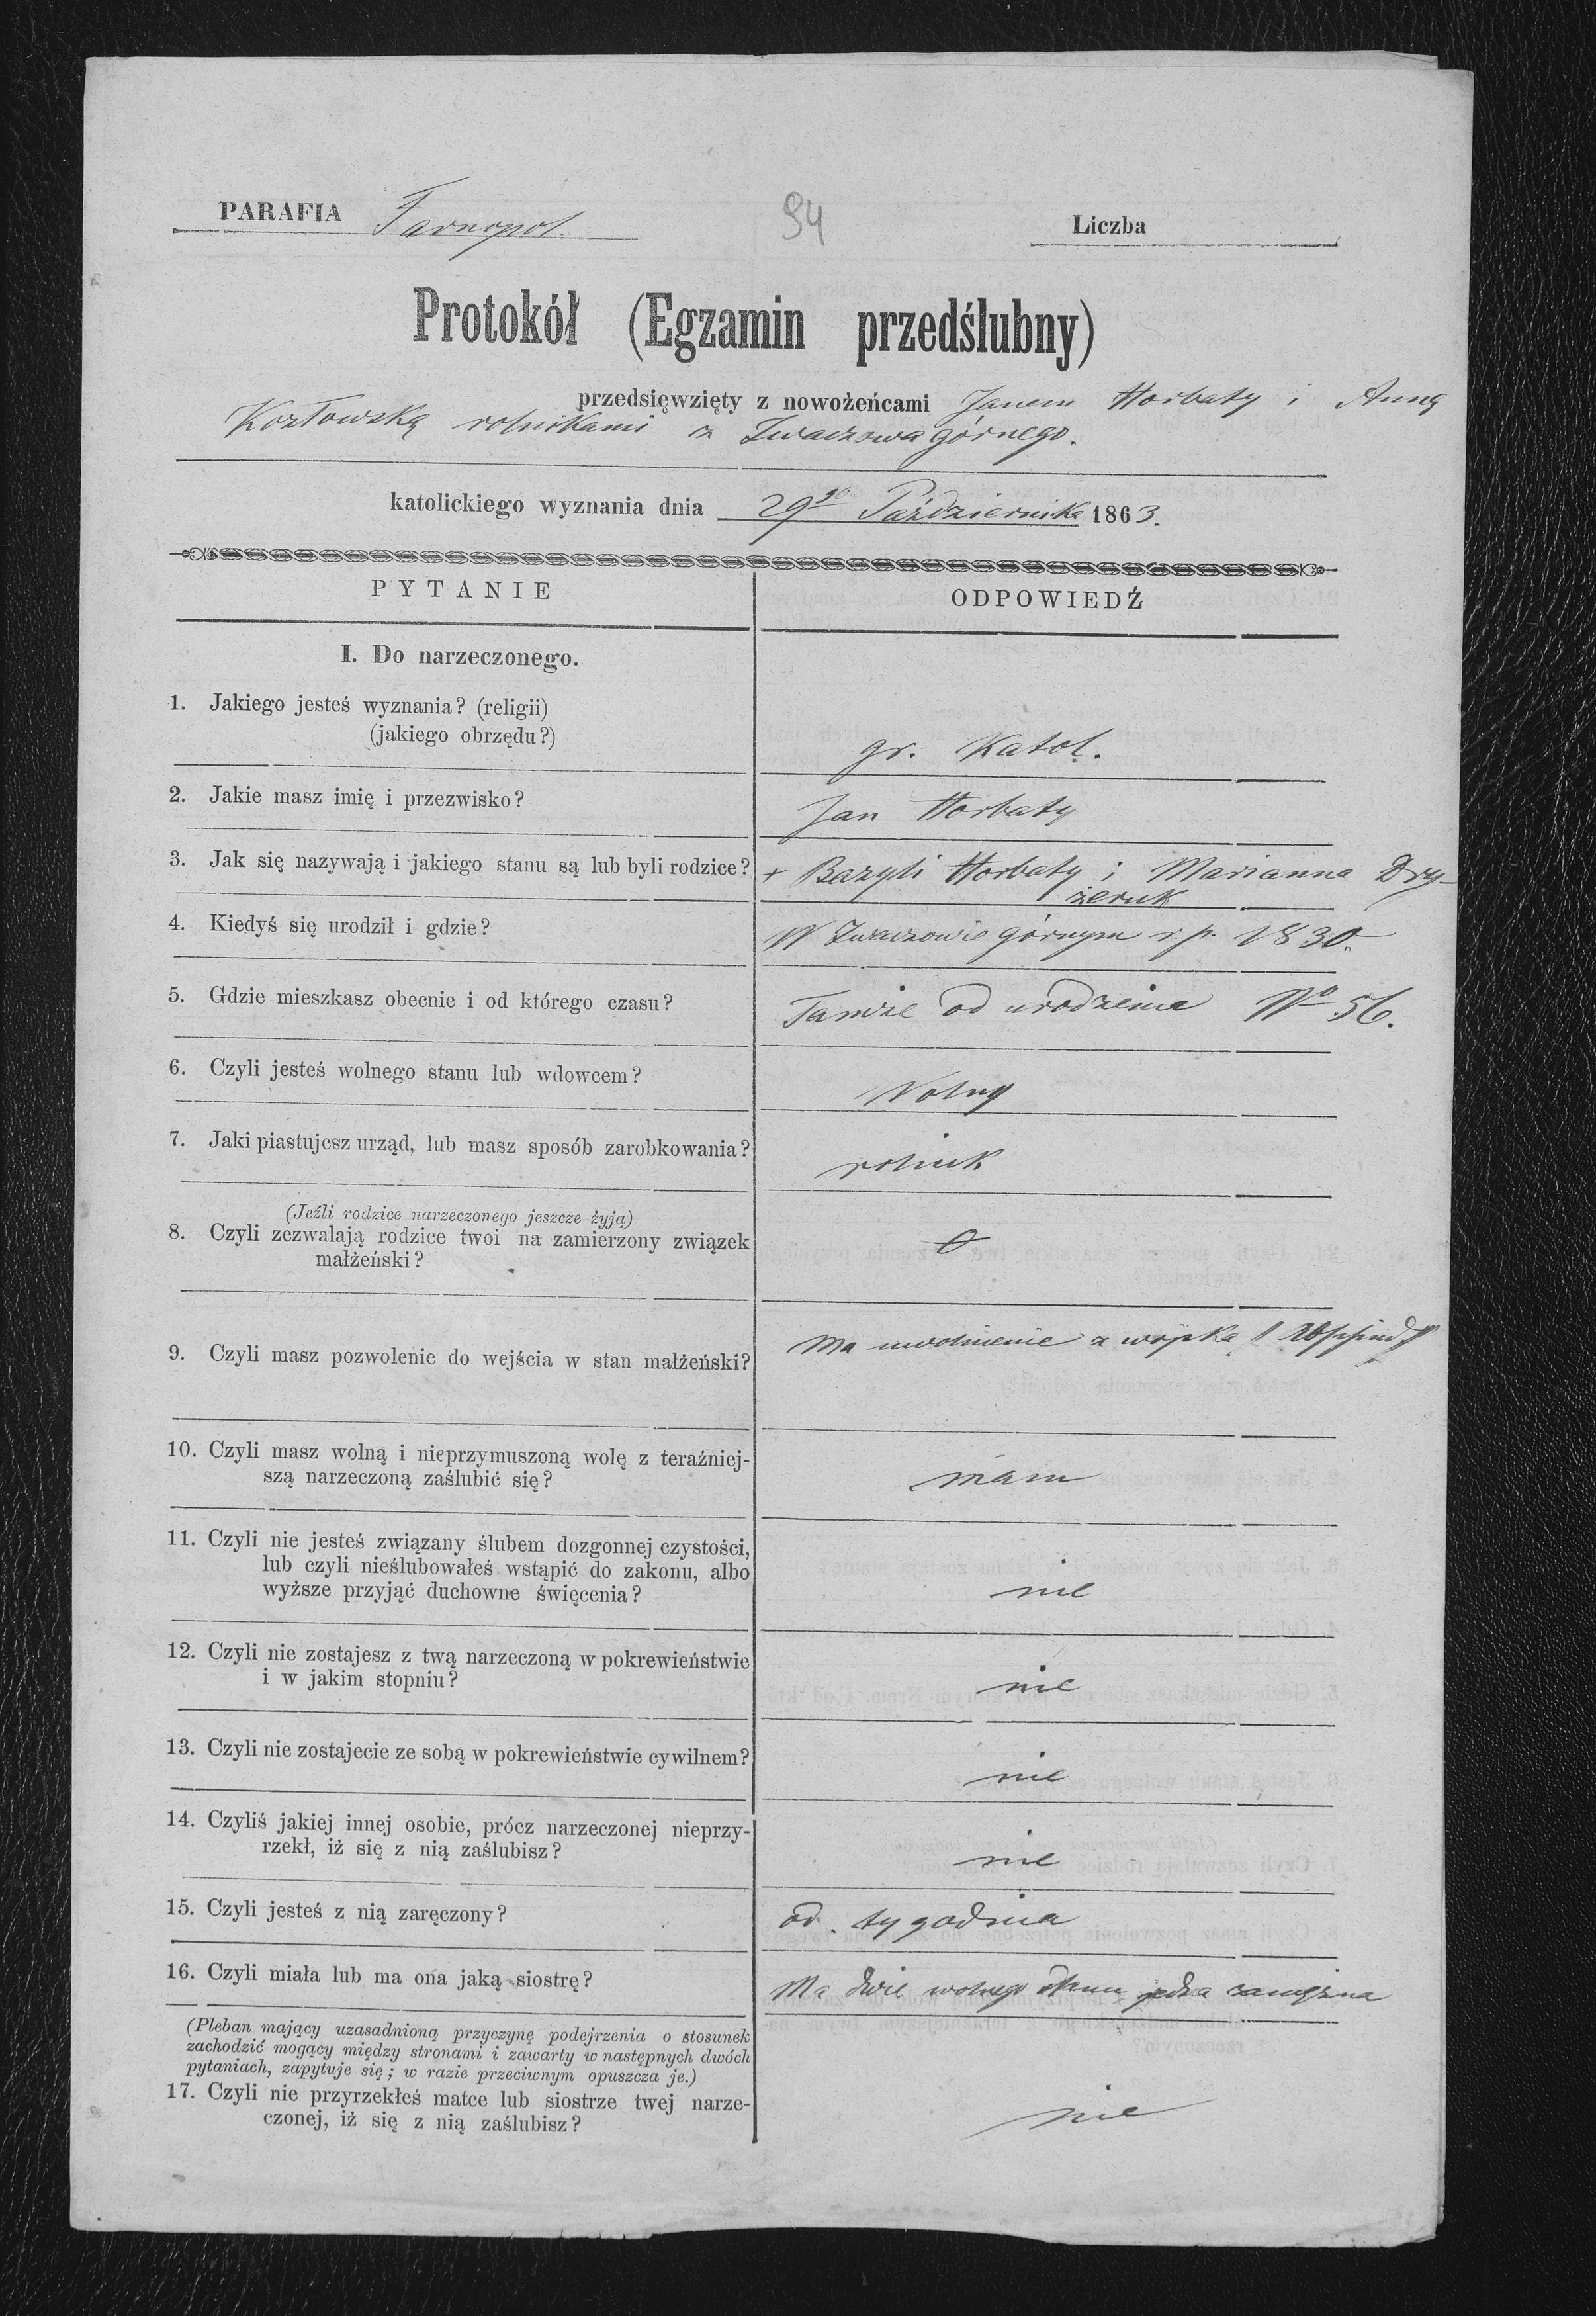 PARAFIA Tarnopol 94 Liczba
Protokół (Egzamin przedślubny)
przedsięwzięty z nowożeńcami Janem Horbaty i Anną
Kozłowską rolnikami z Zwaczowa górnego.
katolickiego wyznania dnia 29go Października 1863.
PYTANIE
ODPOWIEDŹ
I. Do narzeczonego.
1. Jakiego jesteś wyznania? (religii)
(jakiego obrzędu?)
gr. Katol.
2. Jakie masz imię i przezwisko?
Jan Horbaty
3. Jak się nazywają i jakiego stanu są lub byli rodzice?
+ Bazyli Horbaty i Marianna Dry-
żeruk
4. Kiedyś się urodził i gdzie?
W Zwaczowie górnym r. p. 1830.
5. Gdzie mieszkasz obecnie i od którego czasu?
Tamże od urodzenia No 56.
6. Czyli jesteś wolnego stanu lub wdowcem?
Wolny
7. Jaki piastujesz urząd, lub masz sposób zarobkowania?
rolnik
(Jeźli rodzice narzeczonego jeszcze żyją)
8. Czyli zezwalają rodzice twoi na zamierzony związek
małżeński?
0
9. Czyli masz pozwolenie do wejścia w stan małżeński?
Ma uwolnienie z wojska
10. Czyli masz wolną i nieprzymuszoną wolę z teraźniej-
szą narzeczoną zaślubić się?
mam
11. Czyli nie jesteś związany ślubem dozgonnej czystości,
lub czyli nieślubowałeś wstąpić do zakonu, albo
wyższe przyjąć duchowne święcenia?
nie
12. Czyli nie zostajesz z twą narzeczoną w pokrewieństwie
i w jakim stopniu?
nie
13. Czyli nie zostajecie ze sobą w pokrewieństwie cywilnem?
nie
14. Czyliś jakiej innej osobie, prócz narzeczonej nieprzy-
rzekł, iż się z nią zaślubisz?
nie
15. Czyli jesteś z nią zaręczony?
od tygodnia
16. Czyli miała lub ma ona jaką siostrę?
Ma dwie wolnego stanu jedna zamężna
(Pleban mający uzasadnioną przyczynę podejrzenia o stosunek
zachodzić mogący między stronami i zawarty w następnych dwóch
pytaniach, zapytuje się; w razie przeciwnym opuszcza je.)
17. Czyli nie przyrzekłeś matce lub siostrze twej narze-
czonej, iż się z nią zaślubisz?
nie